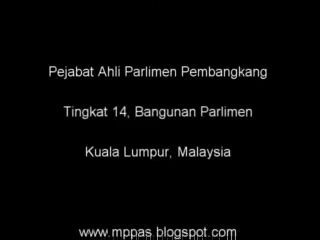 Pejabat Ahli Parlimen Pembangkang
Tingkat 14, Bangunan Parlimen
Kuala Lumpur, Malaysia
www.mppas.blogspot.com